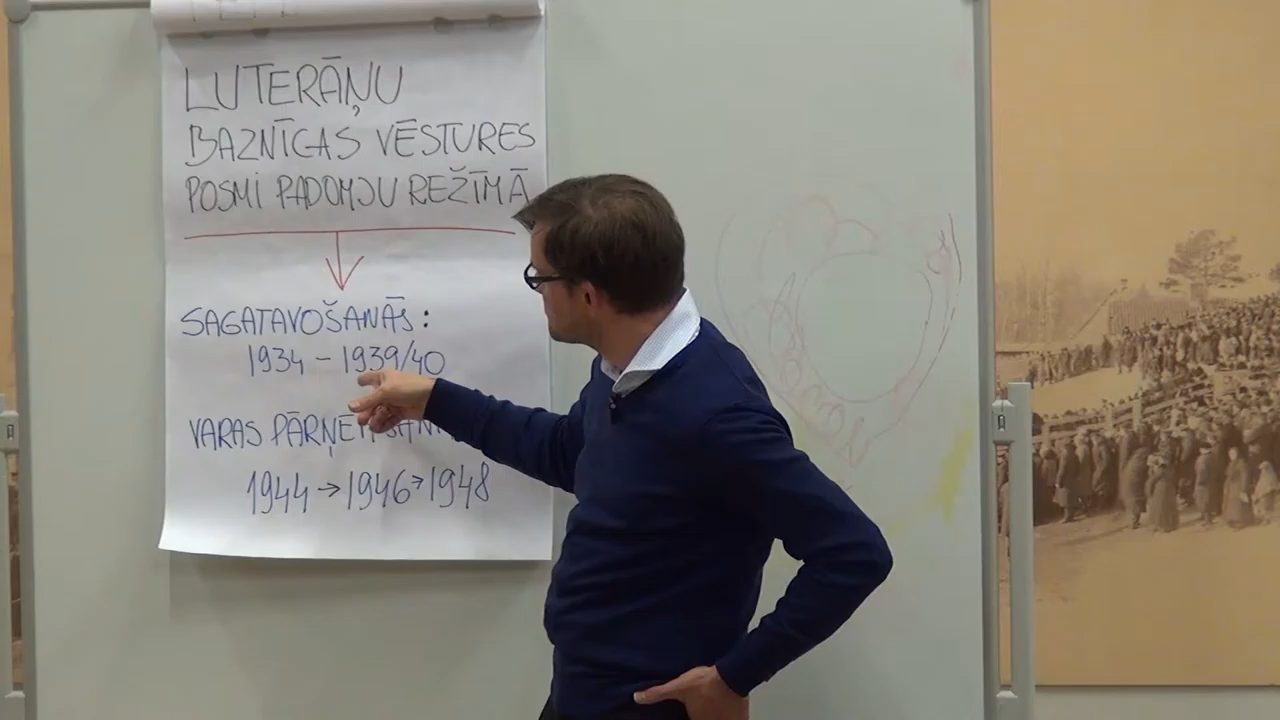 LUTERĀŅU
BAZNĪCAS VĒSTURES
POSMI PADOMJU REŽĪMĀ
SAGATAVOŠANĀS:
1934 - 1939/40
VARAS
1944 → 1946 → 1948